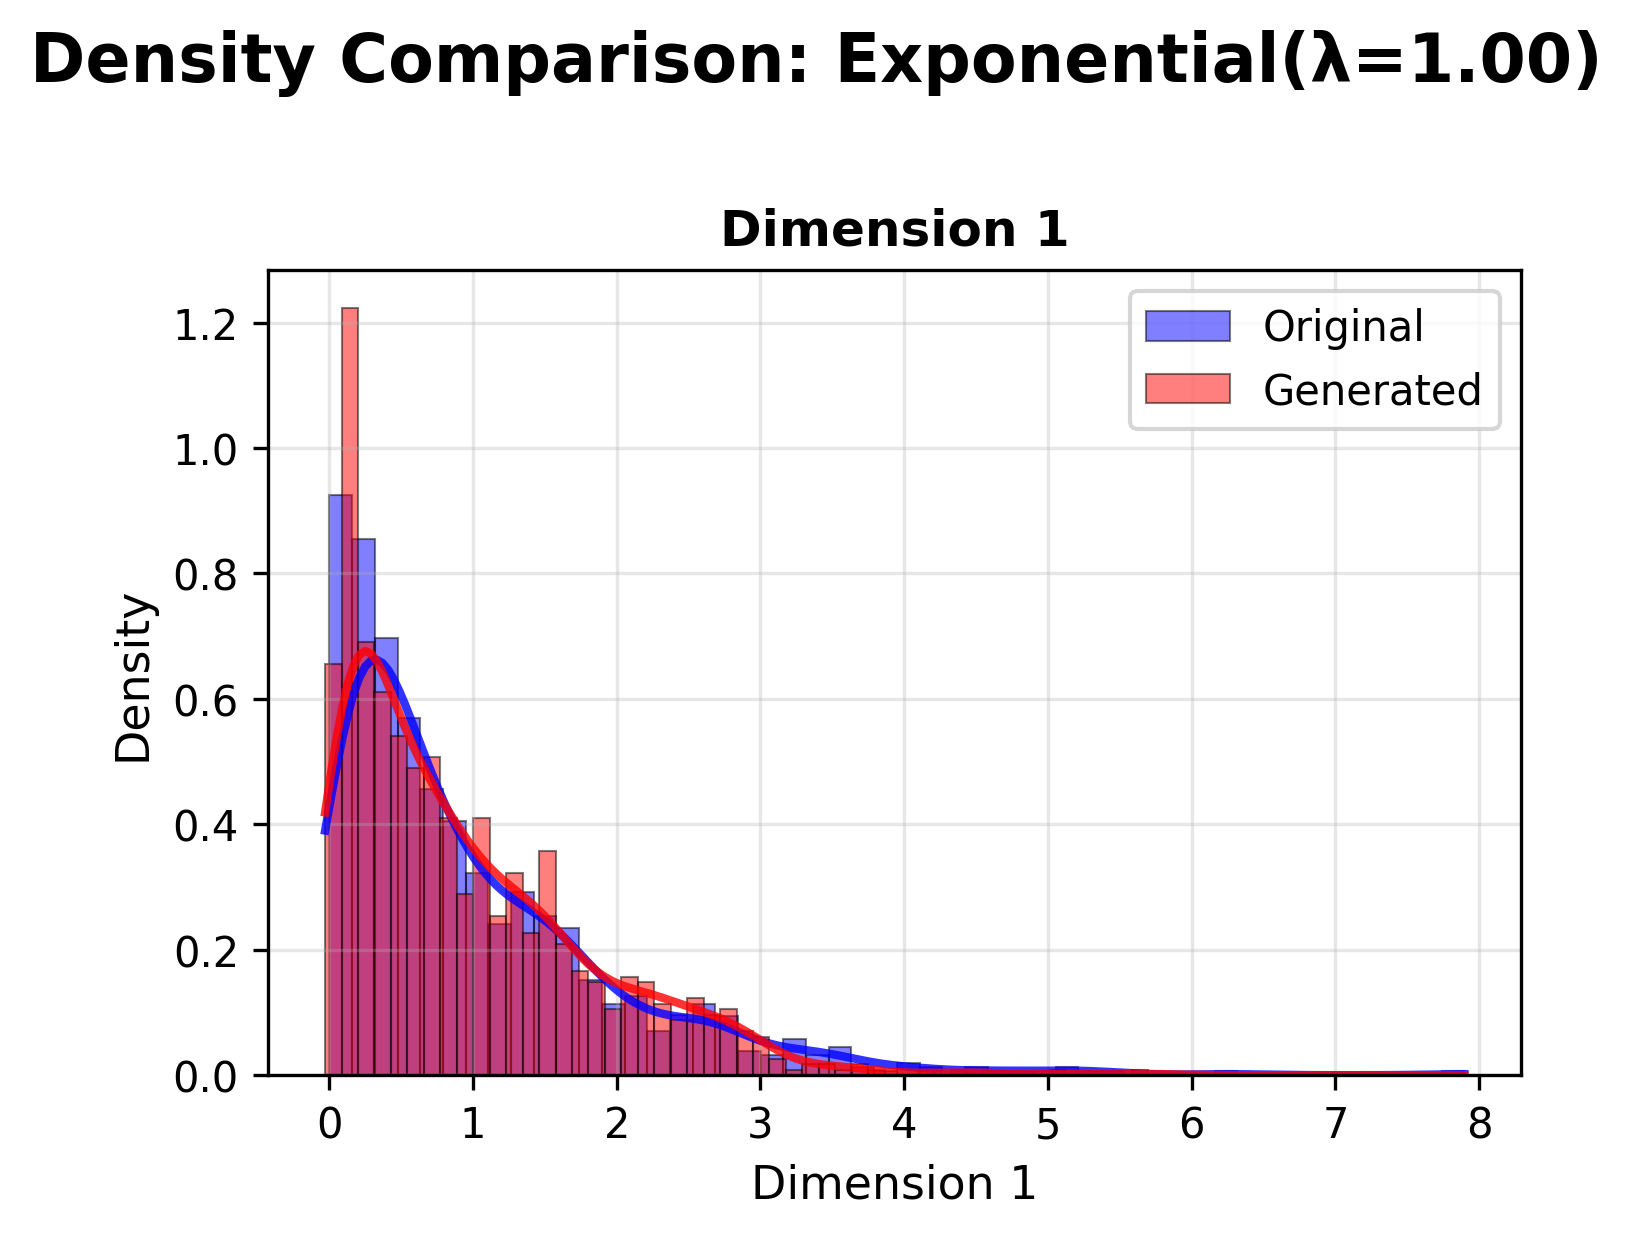 Density Comparison: Exponential(λ=1.00)
Dimension 1
Original
Generated
Density
1.2
1.0
0.8
0.6
0.4
0.2
0.0
0 1 2 3 4 5 6 7 8
Dimension 1